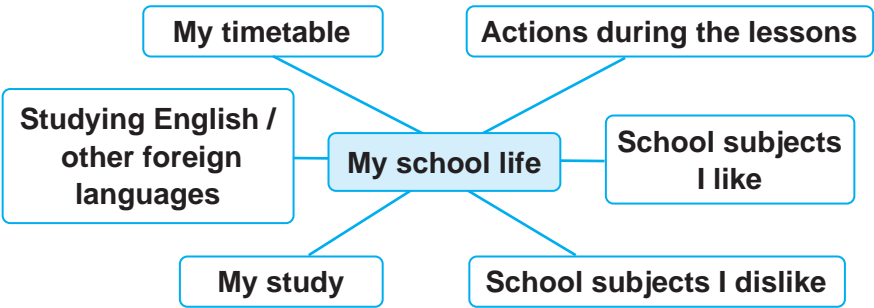 My timetable
Actions during the lessons
Studying English /
other foreign
languages
My school life
School subjects
I like
My study
School subjects I dislike